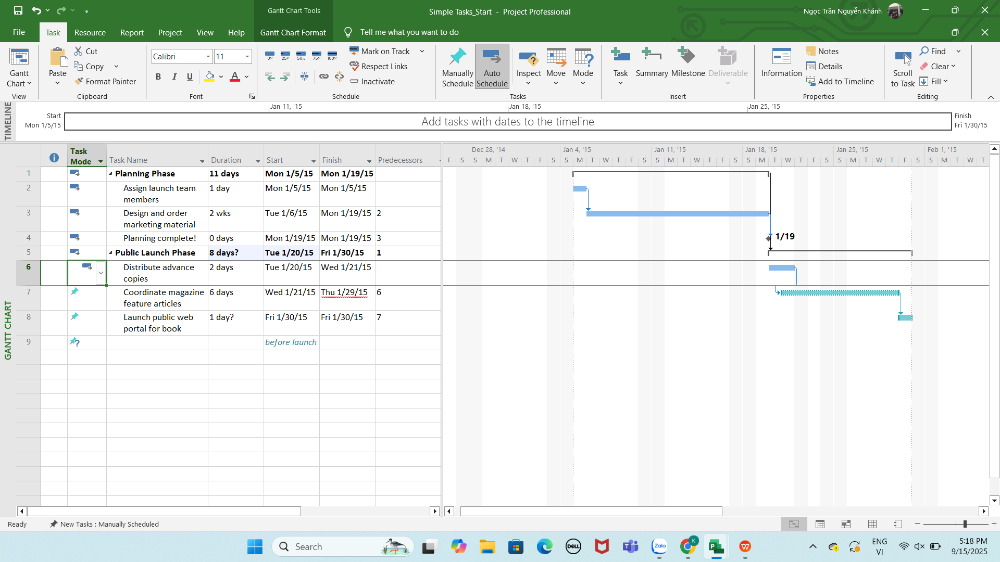 Gantt Chart Tools
Simple Tasks_Start - Project Professional
Ngọc Trần Nguyễn Khánh
File Task Resource Report Project View Help Gantt Chart Format Tell me what you want to do
Gantt Chart
View
Paste
Cut
Copy
Format Painter
Clipboard
Calibri 11
B I U A
Font
0% 25% 50% 75% 100%
Mark on Track
Respect Links
Inactivate
Schedule
Manually Schedule
Auto Schedule
Inspect
Move
Mode
Tasks
Task
Summary
Milestone
Deliverable
Insert
Information
Notes
Details
Add to Timeline
Properties
Scroll to Task
Find
Clear
Fill
Editing
TIMELINE
Start
Mon 1/5/15
Jan 11, '15 Jan 18, '15 Jan 25, '15
Add tasks with dates to the timeline
Finish
Fri 1/30/15
GANTT CHART
Task Mode Task Name Duration Start Finish Predecessors
1 Planning Phase 11 days Mon 1/5/15 Mon 1/19/15
2 Assign launch team members 1 day Mon 1/5/15 Mon 1/5/15
3 Design and order marketing material 2 wks Tue 1/6/15 Mon 1/19/15 2
4 Planning complete! 0 days Mon 1/19/15 Mon 1/19/15 3
5 Public Launch Phase 8 days? Tue 1/20/15 Fri 1/30/15 1
6 Distribute advance copies 2 days Tue 1/20/15 Wed 1/21/15
7 Coordinate magazine feature articles 6 days Wed 1/21/15 Thu 1/29/15 6
8 Launch public web portal for book 1 day? Fri 1/30/15 Fri 1/30/15 7
9 before launch
Dec 28, '14 Jan 4, '15 Jan 11, '15 Jan 18, '15 Jan 25, '15 Feb 1, '15
F S S M T W T F S S M T W T F S S M T W T F S S M T W T F S S M T W T F S S M T W T
1/19
Ready New Tasks : Manually Scheduled
Search
DELL
Zalo
K
ENG
VI
5:18 PM
9/15/2025